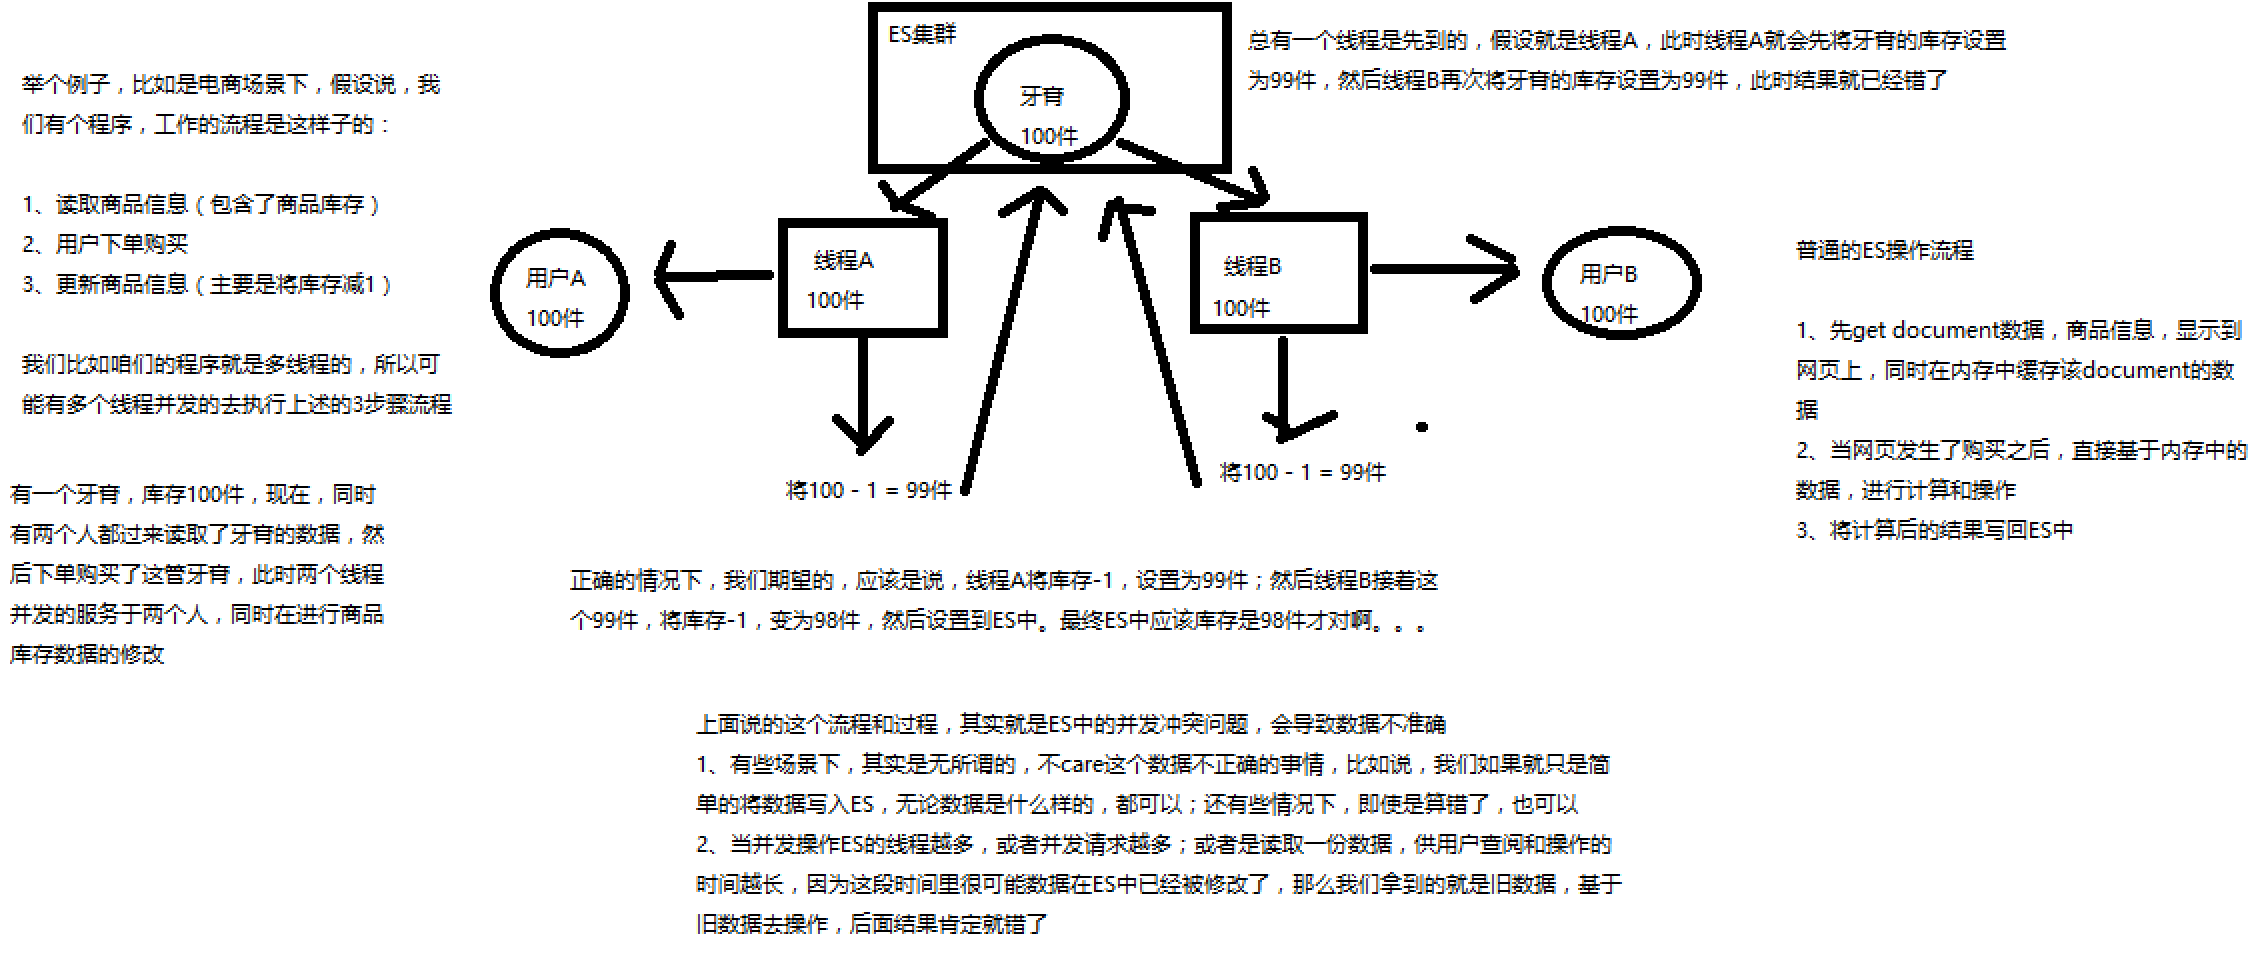 举个例子，比如是电商场景下，假设说，我
们有个程序，工作的流程是这样子的：
1、读取商品信息（包含了商品库存）
2、用户下单购买
3、更新商品信息（主要是将库存减1）
我们比如咱们的程序就是多线程的，所以可
能有多个线程并发的去执行上述的3步骤流程
有一个牙膏，库存100件，现在，同时
有两个人都过来读取了牙膏的数据，然
后下单购买了这管牙膏，此时两个线程
并发的服务于两个人，同时在进行商品
库存数据的修改
ES集群
牙膏
100件
总有一个线程是先到的，假设就是线程A，此时线程A就会先将牙膏的库存设置
为99件，然后线程B再次将牙膏的库存设置为99件，此时结果就已经错了
用户A
100件
线程A
100件
线程B
100件
用户B
100件
将100 - 1 = 99件
将100 - 1 = 99件
普通的ES操作流程
1、先get document数据，商品信息，显示到
网页上，同时在内存中缓存该document的数
据
2、当网页发生了购买之后，直接基于内存中的
数据，进行计算和操作
3、将计算后的结果写回ES中
正确的情况下，我们期望的，应该是说，线程A将库存-1，设置为99件；然后线程B接着这
个99件，将库存-1，变为98件，然后设置到ES中。最终ES中应该库存是98件才对啊。。。
上面说的这个流程和过程，其实就是ES中的并发冲突问题，会导致数据不准确
1、有些场景下，其实是无所谓的，不care这个数据不正确的事情，比如说，我们如果就只是简
单的将数据写入ES，无论数据是什么样的，都可以；还有些情况下，即使是算错了，也可以
2、当并发操作ES的线程越多，或者并发请求越多；或者是读取一份数据，供用户查阅和操作的
时间越长，因为这段时间里很可能数据在ES中已经被修改了，那么我们拿到的就是旧数据，基于
旧数据去操作，后面结果肯定就错了